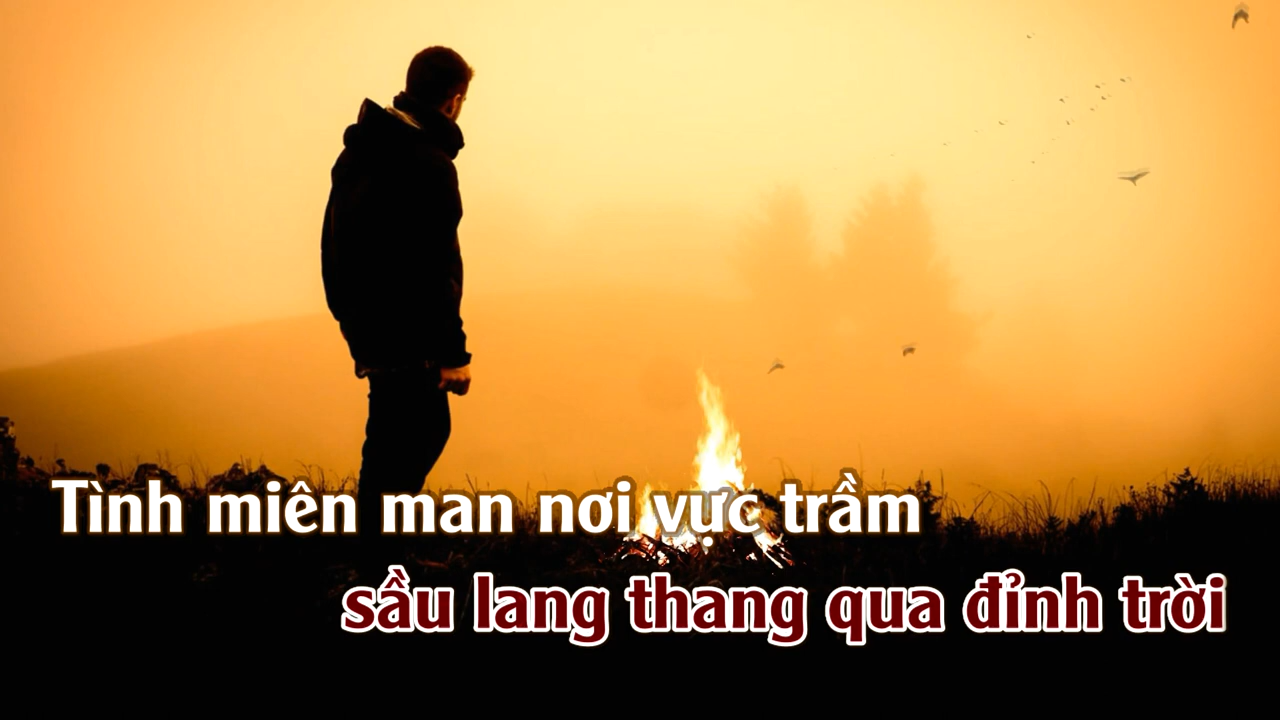 Tình miên man nơi vực trầm
sầu lang thang qua đỉnh trời